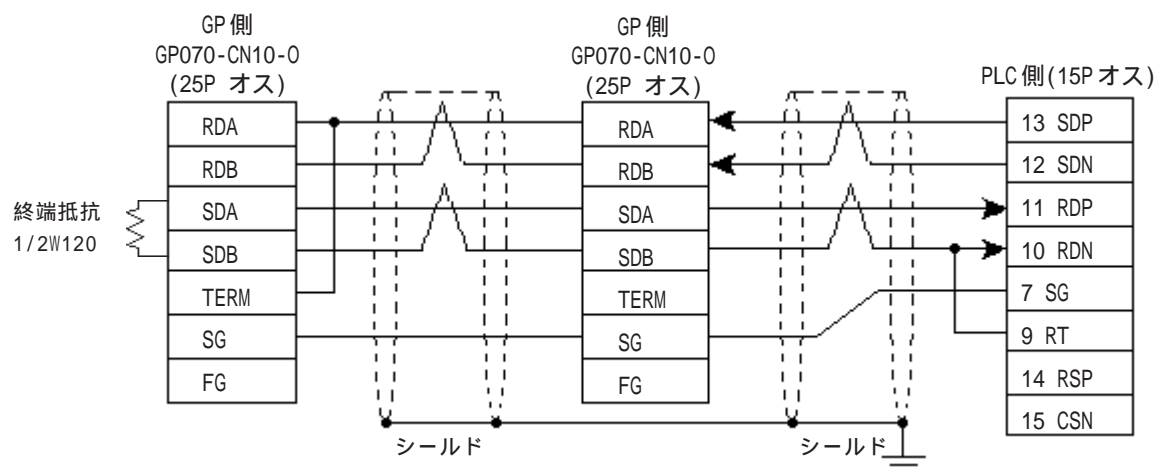 GP側
GP070-CN10-O
(25P オス)
RDA
RDB
SDA
SDB
TERM
SG
FG
終端抵抗
1/2W120
GP側
GP070-CN10-O
(25P オス)
RDA
RDB
SDA
SDB
TERM
SG
FG
PLC側(15Pオス)
13 SDP
12 SDN
11 RDP
10 RDN
7 SG
9 RT
14 RSP
15 CSN
シールド
シールド